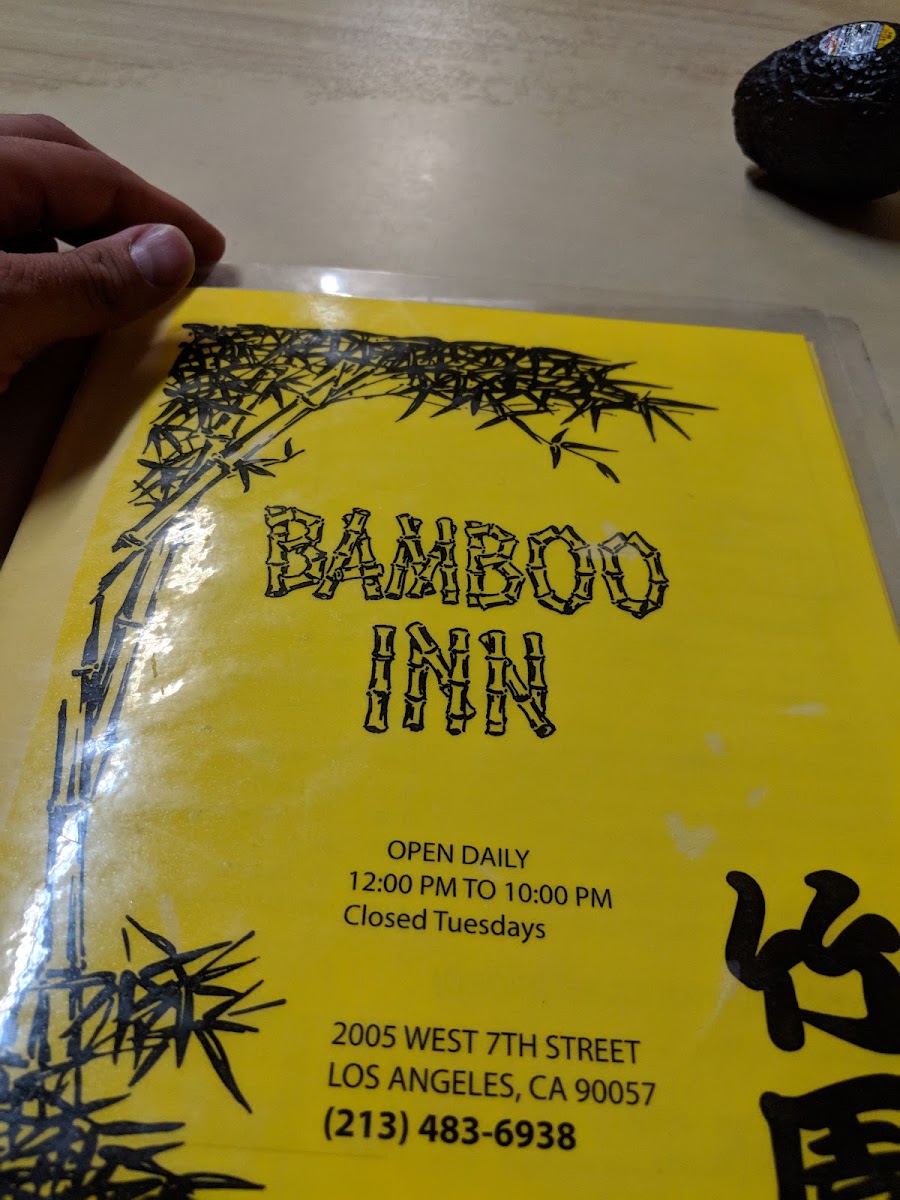 BAMBOO
INN
OPEN DAILY
12:00 PM TO 10:00 PM
Closed Tuesdays
2005 WEST 7TH STREET
LOS ANGELES, CA 90057
(213) 483-6938
竹